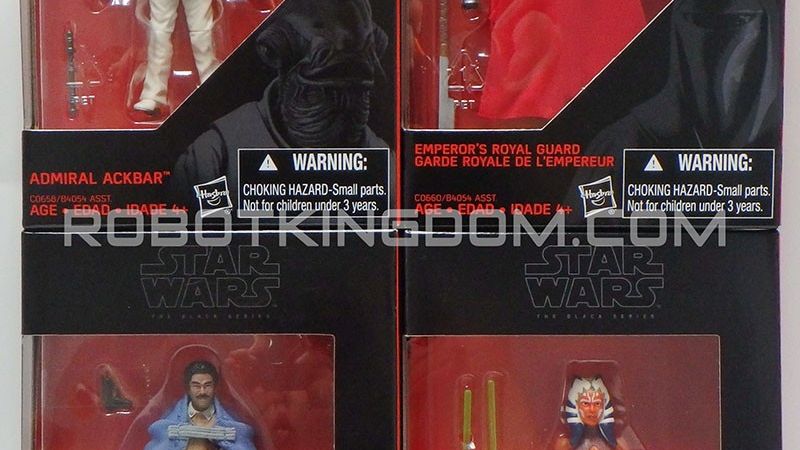 PET
ADMIRAL ACKBAR™
C0658/B4054 ASST.
AGE • EDAD • IDADE 4+
Hasbro
WARNING:
CHOKING HAZARD-Small parts.
Not for children under 3 years.
PET
EMPEROR'S ROYAL GUARD
GARDE ROYALE DE L'EMPEREUR
C0660/B4054 ASST.
AGE • EDAD • IDADE 4+
Hasbro
WARNING:
CHOKING HAZARD-Small parts.
Not for children under 3 years.
ROBOTKINGDOM.COM
STAR
WARS
THE BLACK SERIES
STAR
WARS
THE BLACK SERIES